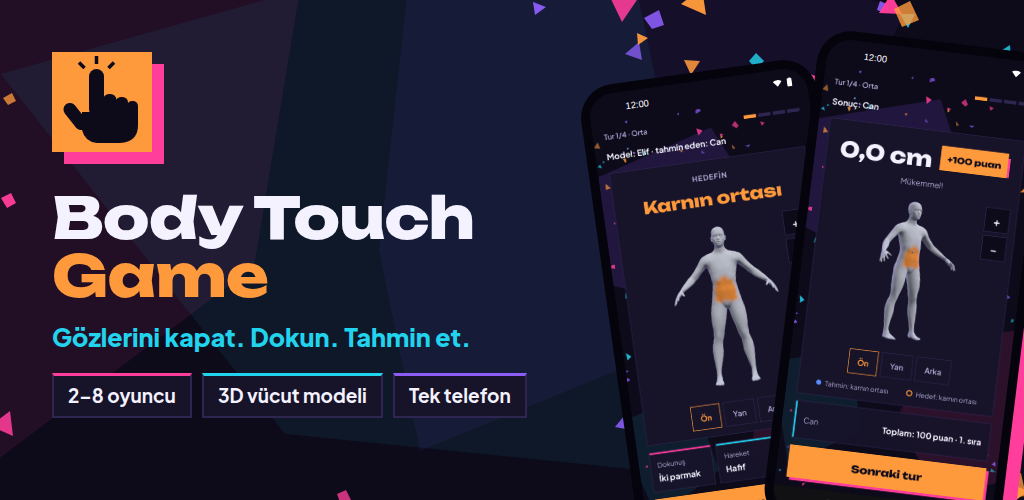 Body Touch
Game
Gözlerini kapat. Dokun. Tahmin et.
2–8 oyuncu
3D vücut modeli
Tek telefon
12:00
Tur 1/4 · Orta
Model: Elif · tahmin eden: Can
HEDEFİN
Karnın ortası
+
Ön
Yan
Dokunuş
İki parmak
Hareket
Hafif
12:00
Tur 1/4 · Orta
Sonuç: Can
0,0 cm
+100 puan
Mükemmel!
+
−
Ön
Yan
Arka
Tahmin: karnın ortası
Hedef: karnın ortası
Can
Toplam: 100 puan · 1. sıra
Sonraki tur